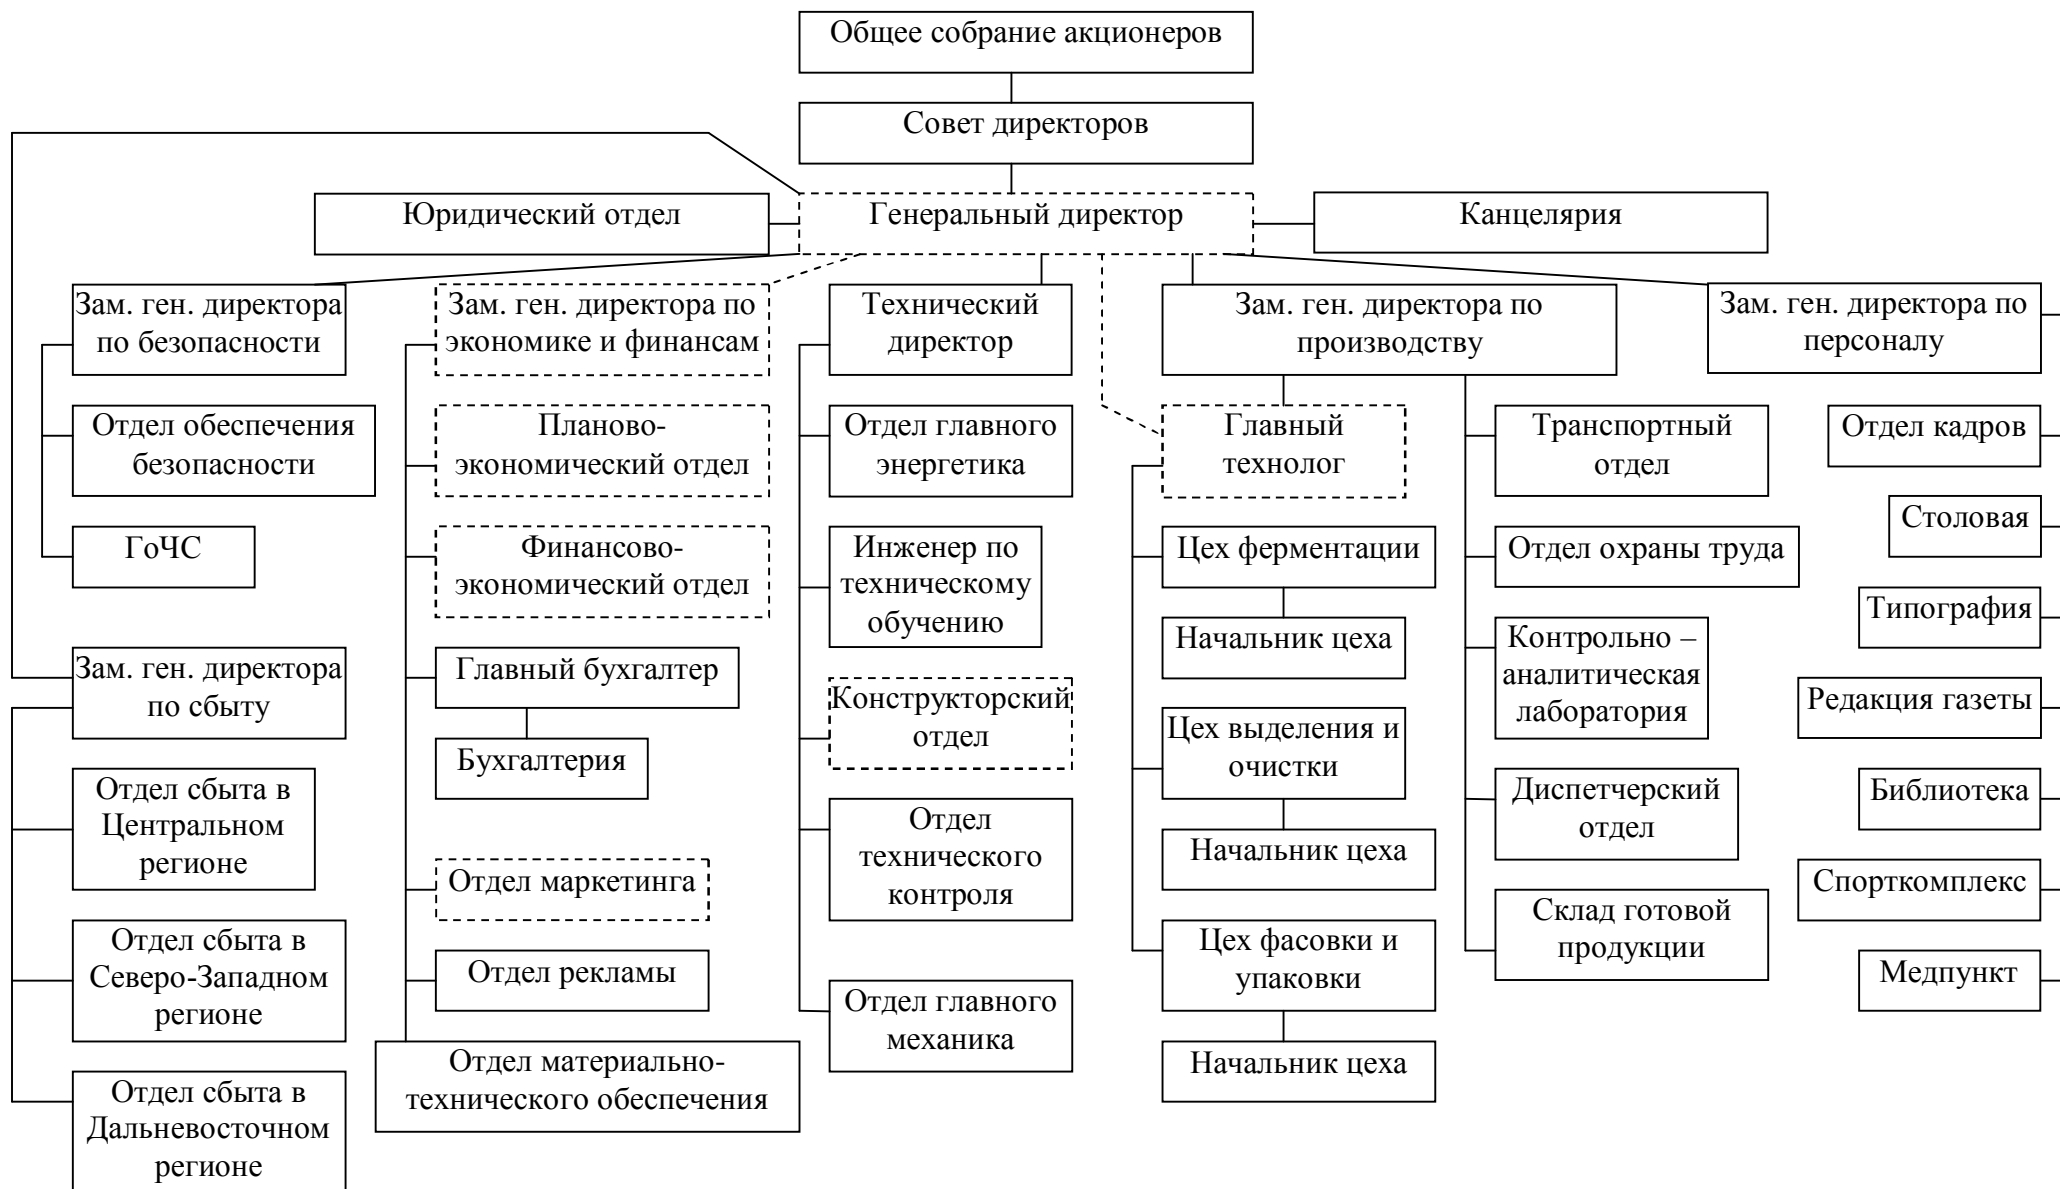 Общее собрание акционеров
Совет директоров
Юридический отдел
Генеральный директор
Канцелярия
Зам. ген. директора
по безопасности
Отдел обеспечения
безопасности
ГоЧС
Зам. ген. директора
по сбыту
Отдел сбыта в
Центральном
регионе
Отдел сбыта в
Северо-Западном
регионе
Отдел сбыта в
Дальневосточном
регионе
Зам. ген. директора по
экономике и финансам
Планово-
экономический отдел
Финансово-
экономический отдел
Главный бухгалтер
Бухгалтерия
Отдел маркетинга
Отдел рекламы
Отдел материально-
технического обеспечения
Технический
директор
Отдел главного
энергетика
Инженер по
техническому
обучению
Конструкторский
отдел
Отдел
технического
контроля
Отдел главного
механика
Зам. ген. директора по
производству
Главный
технолог
Цех ферментации
Начальник цеха
Цех выделения и
очистки
Начальник цеха
Цех фасовки и
упаковки
Начальник цеха
Транспортный
отдел
Отдел охраны труда
Контрольно –
аналитическая
лаборатория
Диспетчерский
отдел
Склад готовой
продукции
Зам. ген. директора по
персоналу
Отдел кадров
Столовая
Типография
Редакция газеты
Библиотека
Спорткомплекс
Медпункт